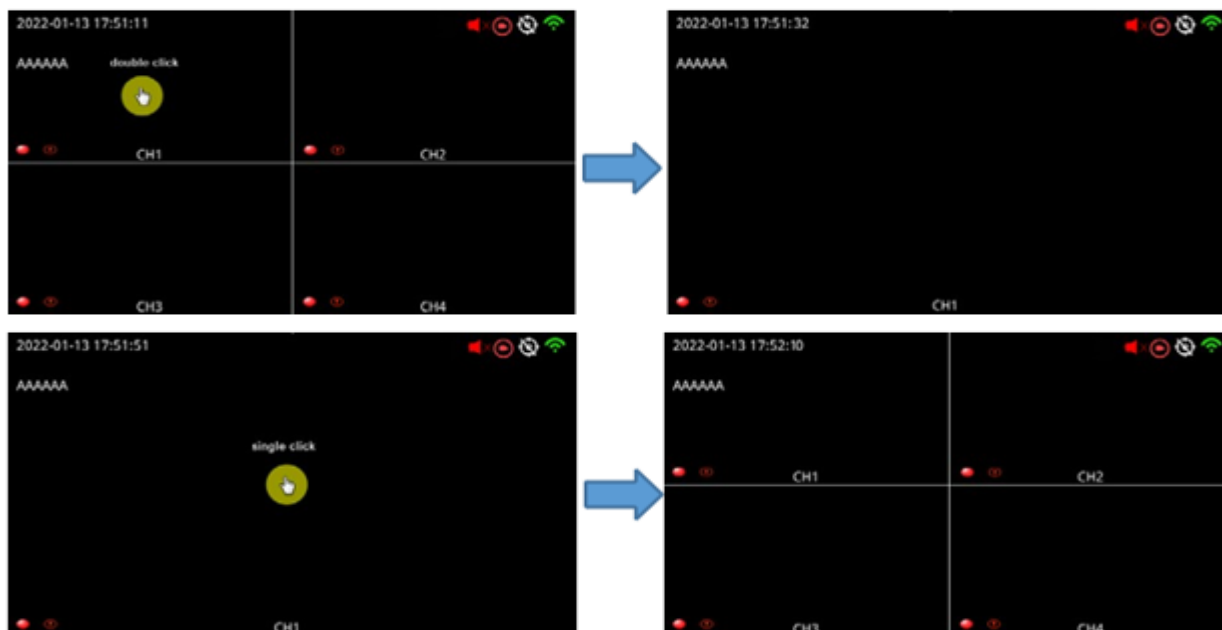 2022-01-13 17:51:11
AAAAAA
double click
CH1
CH2
CH3
CH4
2022-01-13 17:51:32
AAAAAA
CH1
2022-01-13 17:51:51
AAAAAA
single click
CH1
2022-01-13 17:52:10
AAAAAA
CH1
CH2
CH3
CH4